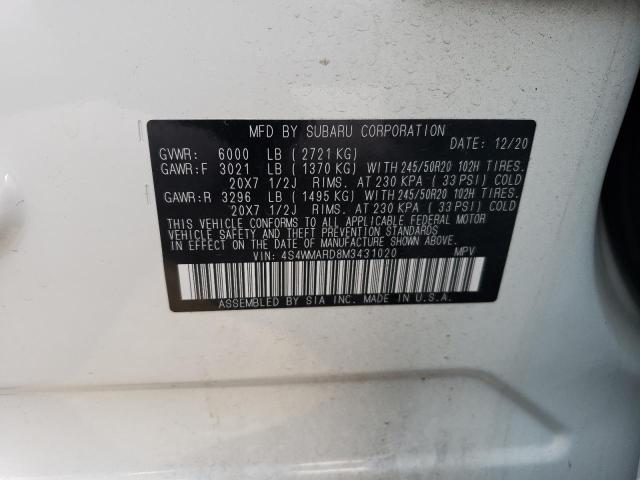 MFD BY SUBARU CORPORATION DATE: 12/20
GVWR: 6000 LB ( 2721 KG)
GAWR:F 3021 LB ( 1370 KG) WITH 245/50R20 102H TIRES.
20X7 1/2J RIMS. AT 230 KPA ( 33 PSI) COLD
GAWR:R 3296 LB ( 1495 KG) WITH 245/50R20 102H TIRES.
20X7 1/2J RIMS. AT 230 KPA ( 33 PSI) COLD.
THIS VEHICLE CONFORMS TO ALL APPLICABLE FEDERAL MOTOR
VEHICLE SAFETY STANDARDS IN EFFECT ON THE DATE
OF MANUFACTURE SHOWN ABOVE.
VIN: 4S4WMARD8M3431020 MPV
ASSEMBLED BY SIA INC. MADE IN U.S.A.